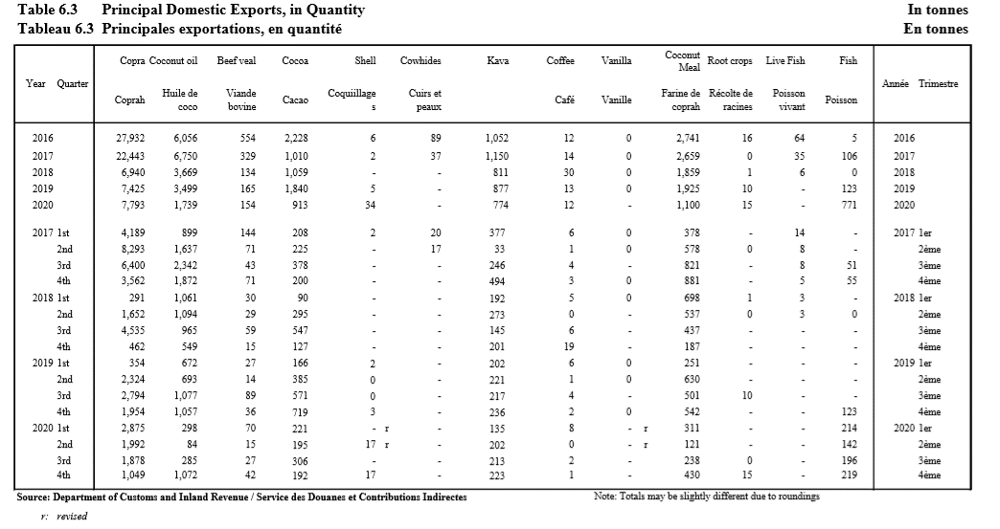 Table 6.3 Principal Domestic Exports, in Quantity In tonnes
Tableau 6.3 Principales exportations, en quantité En tonnes
Year Quarter Copra Coconut oil Beef veal Cocoa Shell Cowhides Kava Coffee Vanilla Coconut Meal Root crops Live Fish Fish Année Trimestre
Coprah Huile de coco Viande bovine Cacao Coquiillages Cuirs et peaux Café Vanille Farine de coprah Récolte de racines Poisson vivant Poisson
2016 27,932 6,056 554 2,228 6 89 1,052 12 0 2,741 16 64 5 2016
2017 22,443 6,750 329 1,010 2 37 1,150 14 0 2,659 0 35 106 2017
2018 6,940 3,669 134 1,059 - - 811 30 0 1,859 1 6 0 2018
2019 7,425 3,499 165 1,840 5 - 877 13 0 1,925 10 - 123 2019
2020 7,793 1,739 154 913 34 - 774 12 - 1,100 15 - 771 2020
2017 1st 4,189 899 144 208 2 20 377 6 0 378 - 14 - 2017 1er
2nd 8,293 1,637 71 225 - 17 33 1 0 578 0 8 - 2ème
3rd 6,400 2,342 43 378 - - 246 4 - 821 - 8 51 3ème
4th 3,562 1,872 71 200 - - 494 3 0 881 - 5 55 4ème
2018 1st 291 1,061 30 90 - - 192 5 0 698 1 3 - 2018 1er
2nd 1,652 1,094 29 295 - - 273 0 - 537 0 3 0 2ème
3rd 4,535 965 59 547 - - 145 6 - 437 - - - 3ème
4th 462 549 15 127 - - 201 19 - 187 - - - 4ème
2019 1st 354 672 27 166 2 - 202 6 0 251 - - - 2019 1er
2nd 2,324 693 14 385 0 - 221 1 0 630 - - - 2ème
3rd 2,794 1,077 89 571 0 - 217 4 - 501 10 - - 3ème
4th 1,954 1,057 36 719 3 - 236 2 0 542 - - 123 4ème
2020 1st 2,875 298 70 221 - r - 135 8 - r 311 - - 214 2020 1er
2nd 1,992 84 15 195 17 r - 202 0 - r 121 - - 142 2ème
3rd 1,878 285 27 306 - - 213 2 - 238 0 - 196 3ème
4th 1,049 1,072 42 192 17 - 223 1 - 430 15 - 219 4ème
Source: Department of Customs and Inland Revenue / Service des Douanes et Contributions Indirectes Note: Totals may be slightly different due to roundings
r: revised